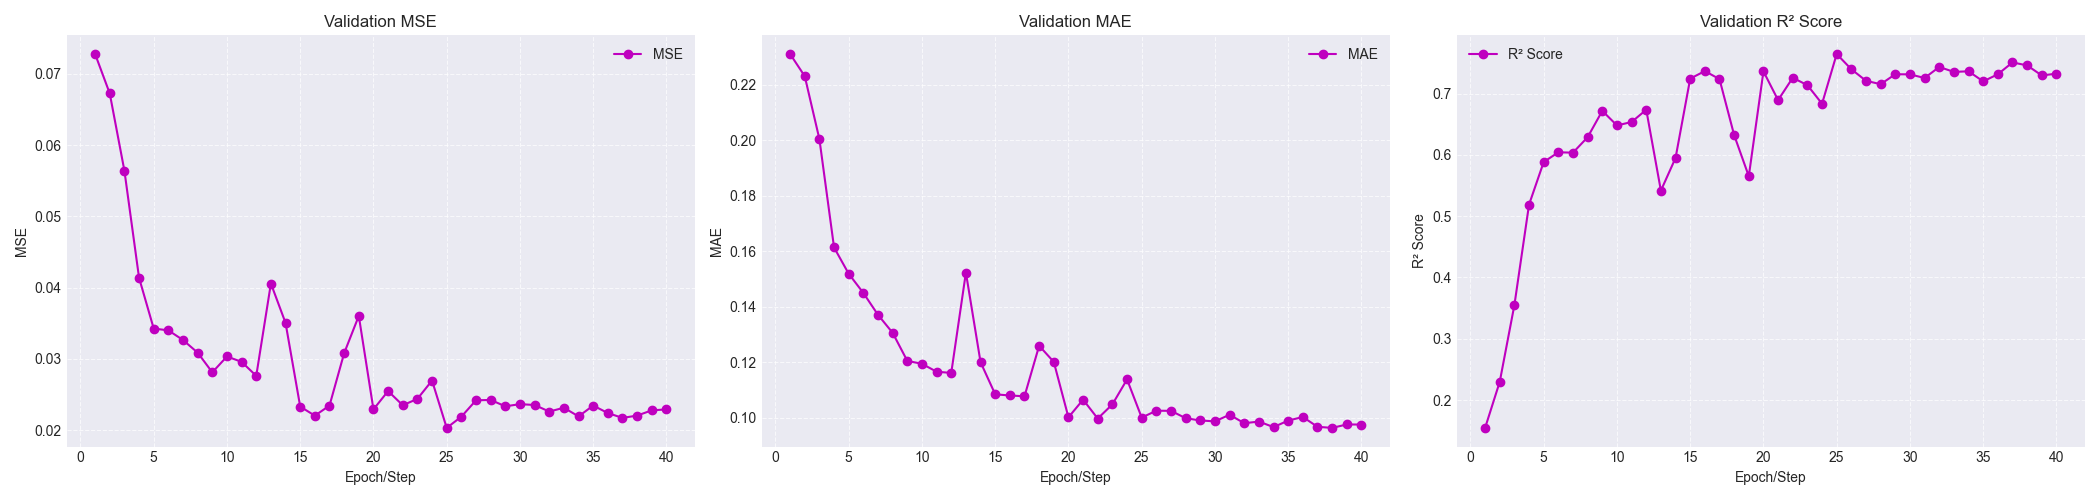 Validation MSE
MSE
0.07
0.06
0.05
0.04
0.03
0.02
MSE
0 5 10 15 20 25 30 35 40
Epoch/Step
Validation MAE
MAE
0.22
0.20
0.18
0.16
0.14
0.12
0.10
MAE
0 5 10 15 20 25 30 35 40
Epoch/Step
Validation R² Score
R² Score
0.7
0.6
0.5
0.4
0.3
0.2
R² Score
0 5 10 15 20 25 30 35 40
Epoch/Step